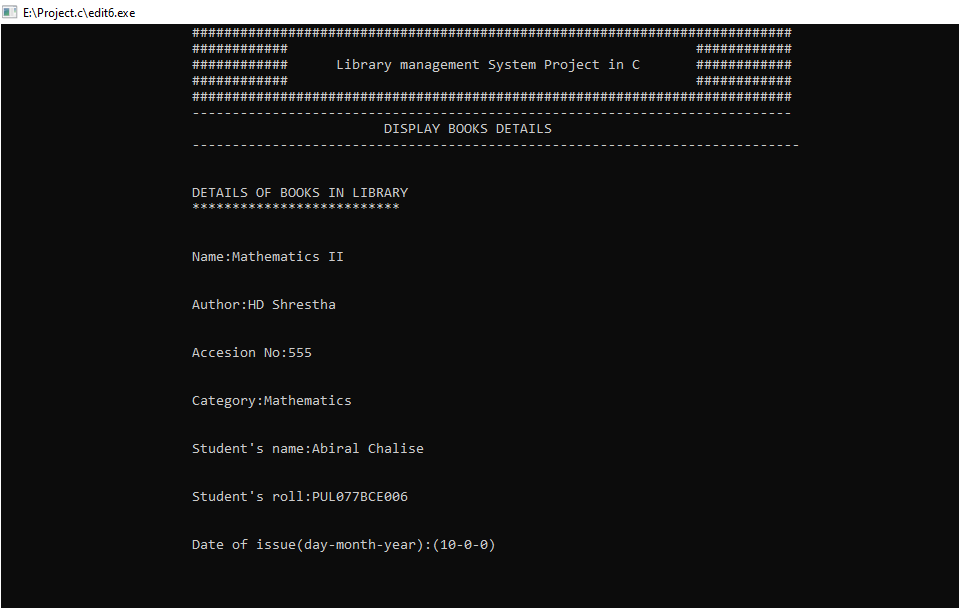 E:\Project.c\edit6.exe
###########################################################################
############                                                   ############
############      Library management System Project in C       ############
############                                                   ############
###########################################################################
---------------------------------------------------------------------------
DISPLAY BOOKS DETAILS
----------------------------------------------------------------------------
DETAILS OF BOOKS IN LIBRARY
**************************
Name:Mathematics II
Author:HD Shrestha
Accesion No:555
Category:Mathematics
Student's name:Abiral Chalise
Student's roll:PUL077BCE006
Date of issue(day-month-year):(10-0-0)